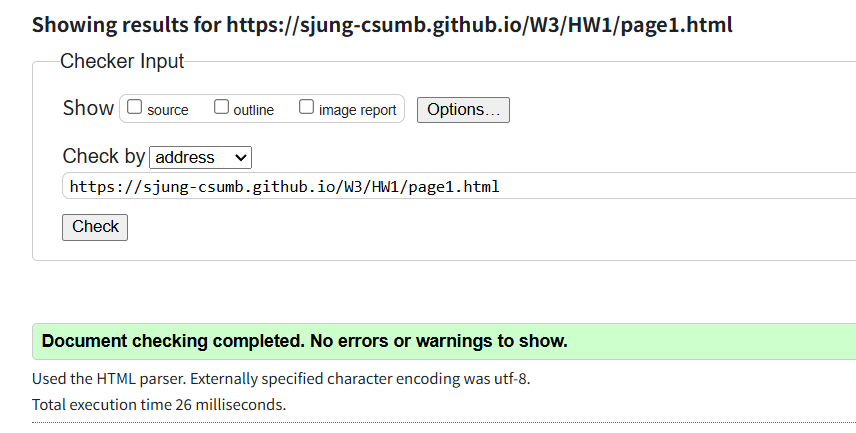 Showing results for https://sjung-csumb.github.io/W3/HW1/page1.html
Checker Input
Show source outline image report Options...
Check by address
https://sjung-csumb.github.io/W3/HW1/page1.html
Check
Document checking completed. No errors or warnings to show.
Used the HTML parser. Externally specified character encoding was utf-8.
Total execution time 26 milliseconds.